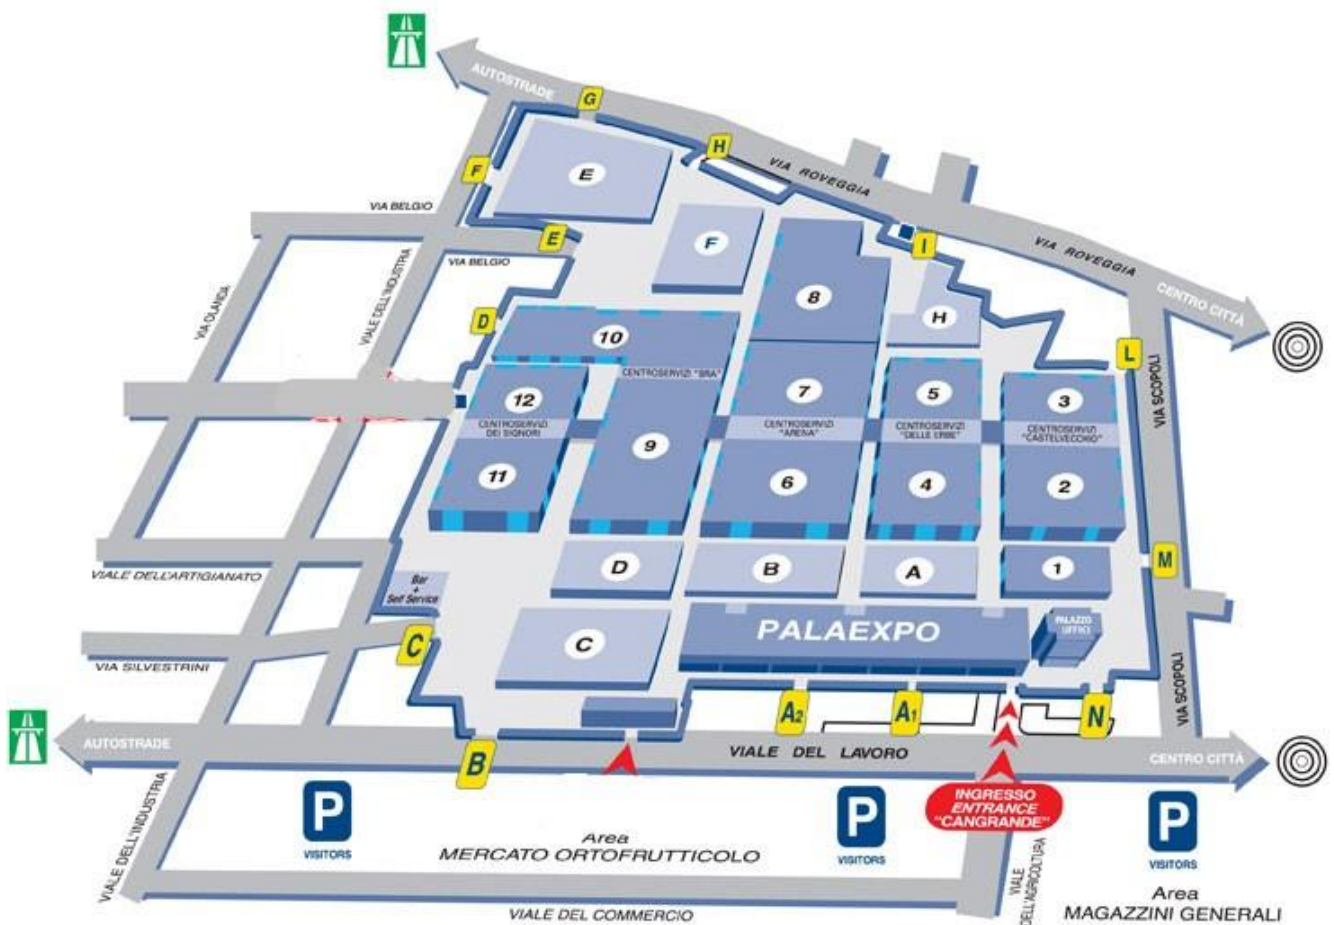 AUTOSTRADE
G
H
VIA ROVEGGIA
F
E
VIA BELGIO
F
E
I
VIA ROVEGGIA
VIA BELGIO
VIALE DELL'INDUSTRIA
VIA OLANDA
CENTRO CITTÀ
8
H
D
10
L
CENTROSERVIZI "BRA"
7
5
3
VIA SCOPOLI
12
CENTROSERVIZI
DEI SIGNORI
CENTROSERVIZI
"ARENA"
CENTROSERVIZI
"DELLE ERBE"
CENTROSERVIZI
"CASTELVECCHIO"
9
11
6
4
2
M
VIALE DELL'ARTIGIANATO
D
B
A
1
Bar
+
Self Service
PALAEXPO
PALAZZO
UFFICI
C
C
VIA SILVESTRINI
VIA SCOPOLI
A2
A1
N
AUTOSTRADE
B
VIALE DEL LAVORO
CENTRO CITTÀ
INGRESSO
ENTRANCE
"CANGRANDE"
P
VISITORS
P
VISITORS
P
VISITORS
Area
MERCATO ORTOFRUTTICOLO
VIALE DELL'INDUSTRIA
VIALE
DELL'AGRICOLTURA
Area
MAGAZZINI GENERALI
VIALE DEL COMMERCIO